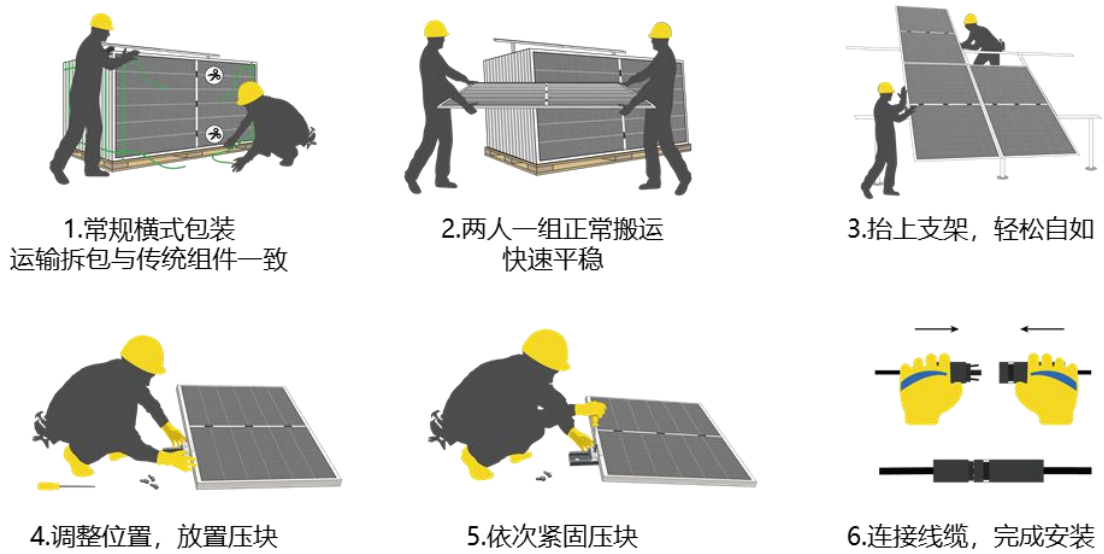 1.常规横式包装
运输拆包与传统组件一致
2.两人一组正常搬运
快速平稳
3.抬上支架，轻松自如
4.调整位置，放置压块
5.依次紧固压块
6.连接线缆，完成安装